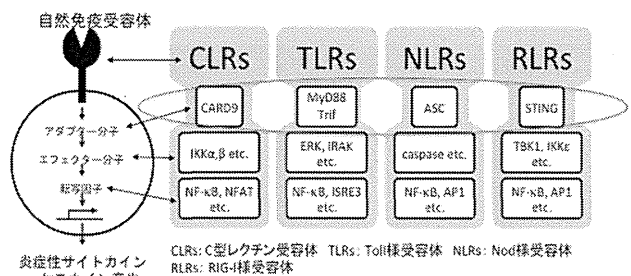 自然免疫受容体
CLRs TLRs NLRs RLRs
CARD9
MyD88
Trif
ASC
STING
アダプター分子
エフェクター分子
転写因子
IKKα,β etc.
ERK, IRAK
etc.
caspase etc.
TBK1, IKKε
etc.
NF-κB, NFAT
etc.
NF-κB, ISRE3
etc.
NF-κB, AP1
etc.
NF-κB, AP1
etc.
炎症性サイトカイン
CLRs: C型レクチン受容体 TLRs: Toll様受容体 NLRs: Nod様受容体
RLRs: RIG-I様受容体